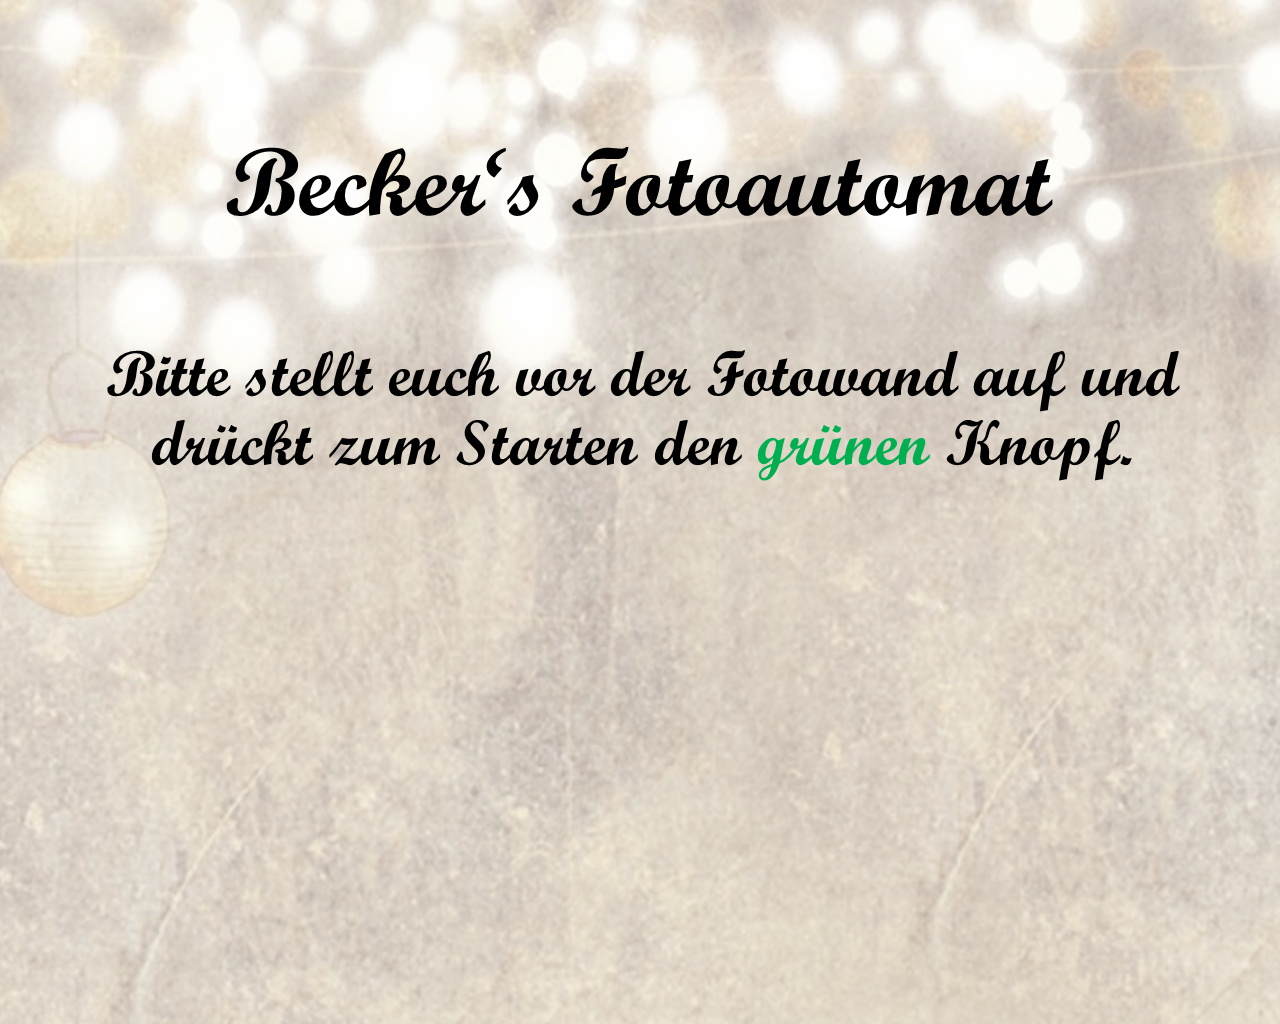 Becker‘s Fotoautomat
Bitte stellt euch vor der Fotowand auf und
drückt zum Starten den grünen Knopf.